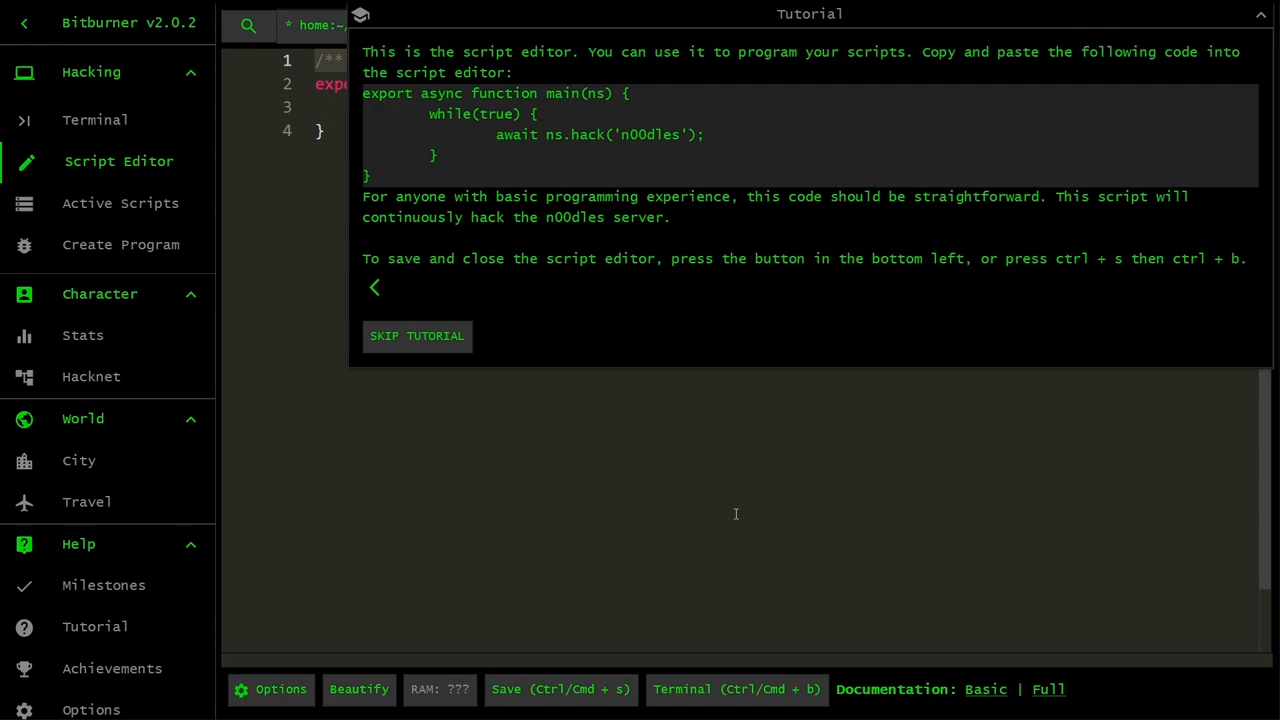 Bitburner v2.0.2
Hacking
Terminal
Script Editor
Active Scripts
Create Program
Character
Stats
Hacknet
World
City
Travel
Help
Milestones
Tutorial
Achievements
Options
* home:~/
1 /**
2 expo
3
4 }
Tutorial
This is the script editor. You can use it to program your scripts. Copy and paste the following code into
the script editor:
export async function main(ns) {
while(true) {
await ns.hack('n00dles');
}
}
For anyone with basic programming experience, this code should be straightforward. This script will
continuously hack the n00dles server.
To save and close the script editor, press the button in the bottom left, or press ctrl + s then ctrl + b.
SKIP TUTORIAL
Options Beautify RAM: ??? Save (Ctrl/Cmd + s) Terminal (Ctrl/Cmd + b) Documentation: Basic | Full